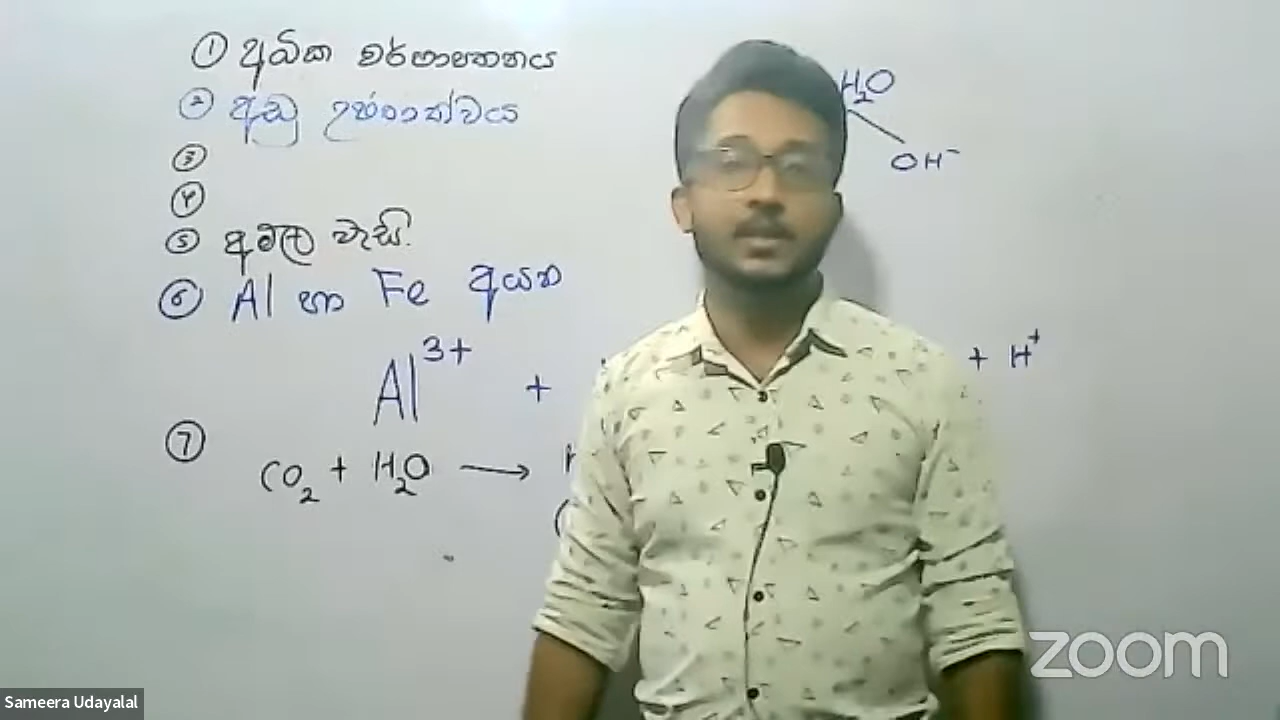 ① අධික වර්ෂාපතනය
② අඩු උෂ්ණත්වය
③
④
⑤ අම්ල වැසි.
⑥ Al හා Fe අයන
Al³⁺ +
+ H⁺
⑦ CO₂ + H₂O →
H₂O
OH⁻
zoom
Sameera Udayalal